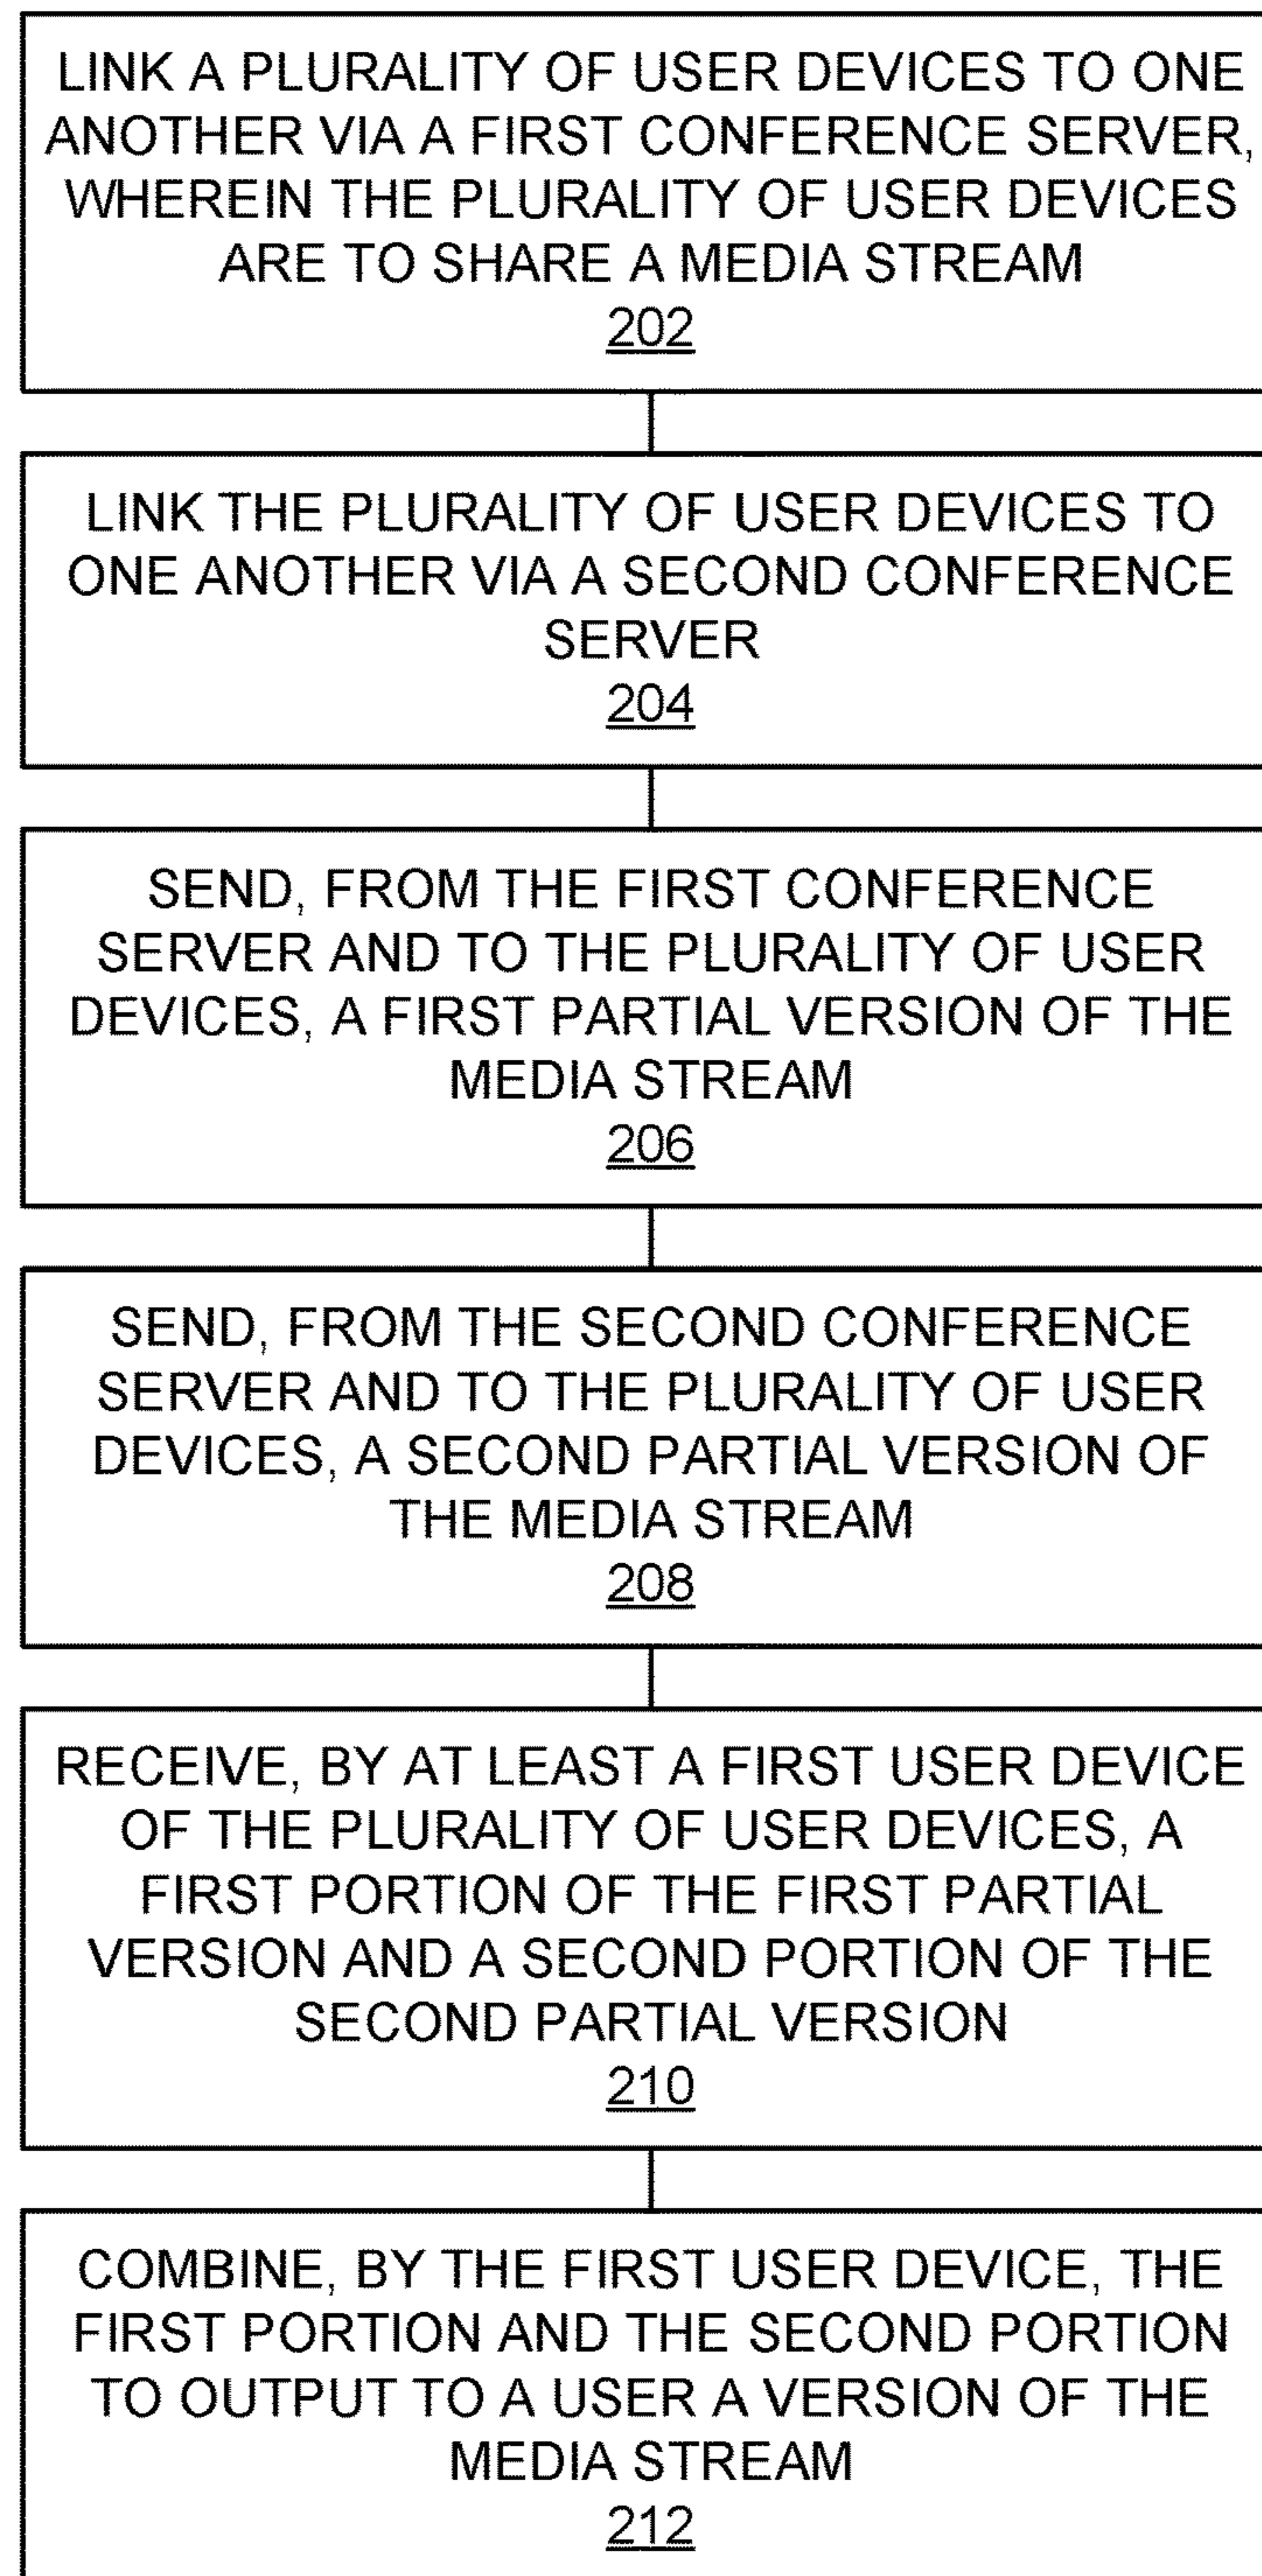 LINK A PLURALITY OF USER DEVICES TO ONE
ANOTHER VIA A FIRST CONFERENCE SERVER,
WHEREIN THE PLURALITY OF USER DEVICES
ARE TO SHARE A MEDIA STREAM
202
LINK THE PLURALITY OF USER DEVICES TO
ONE ANOTHER VIA A SECOND CONFERENCE
SERVER
204
SEND, FROM THE FIRST CONFERENCE
SERVER AND TO THE PLURALITY OF USER
DEVICES, A FIRST PARTIAL VERSION OF THE
MEDIA STREAM
206
SEND, FROM THE SECOND CONFERENCE
SERVER AND TO THE PLURALITY OF USER
DEVICES, A SECOND PARTIAL VERSION OF
THE MEDIA STREAM
208
RECEIVE, BY AT LEAST A FIRST USER DEVICE
OF THE PLURALITY OF USER DEVICES, A
FIRST PORTION OF THE FIRST PARTIAL
VERSION AND A SECOND PORTION OF THE
SECOND PARTIAL VERSION
210
COMBINE, BY THE FIRST USER DEVICE, THE
FIRST PORTION AND THE SECOND PORTION
TO OUTPUT TO A USER A VERSION OF THE
MEDIA STREAM
212